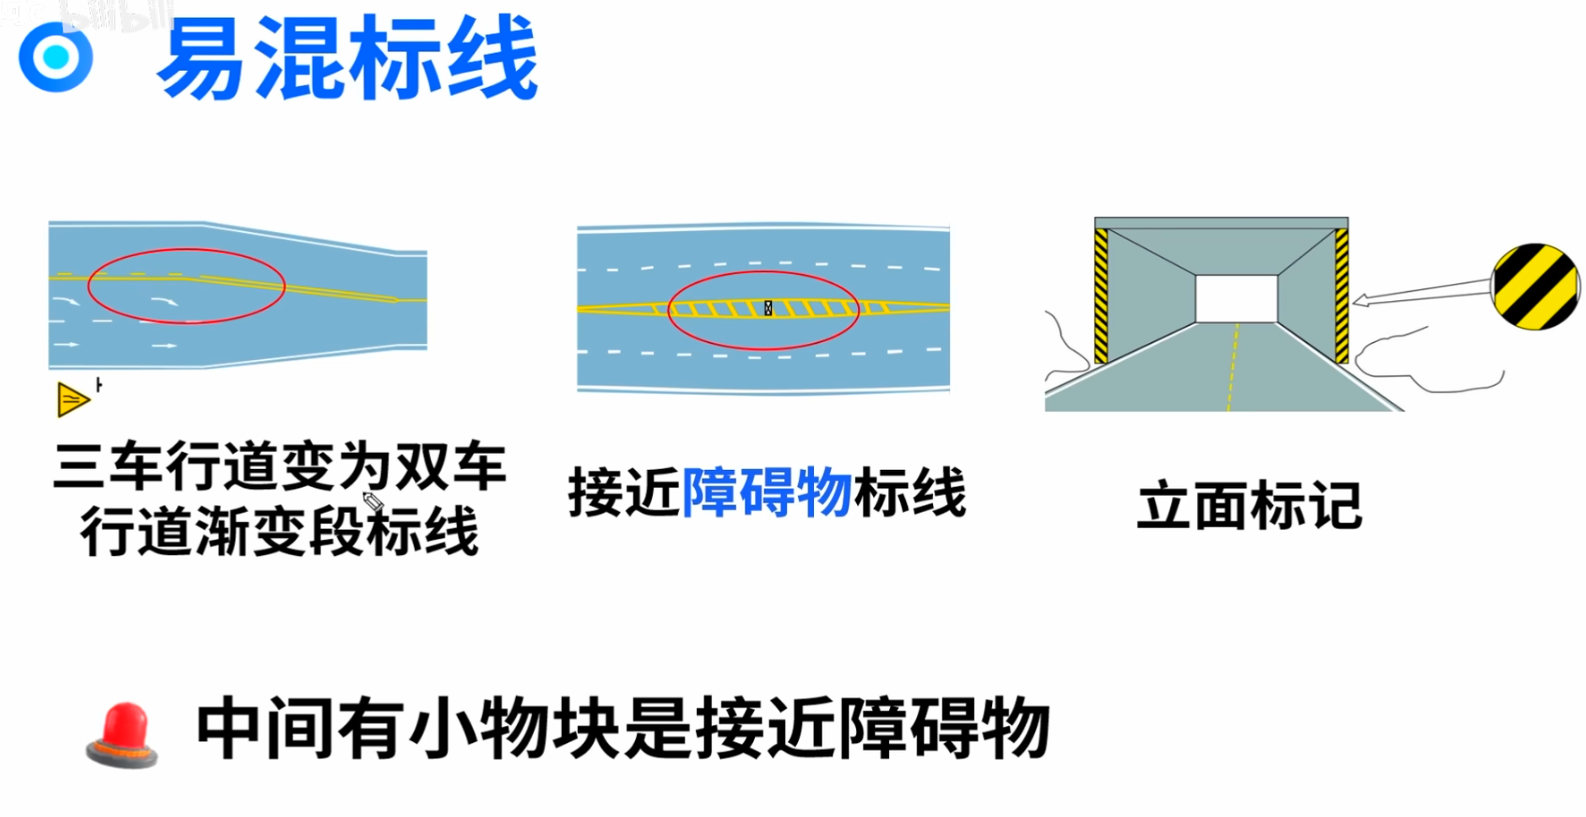 bilibili
易混标线
三车行道变为双车
行道渐变段标线
接近障碍物标线
立面标记
中间有小物块是接近障碍物